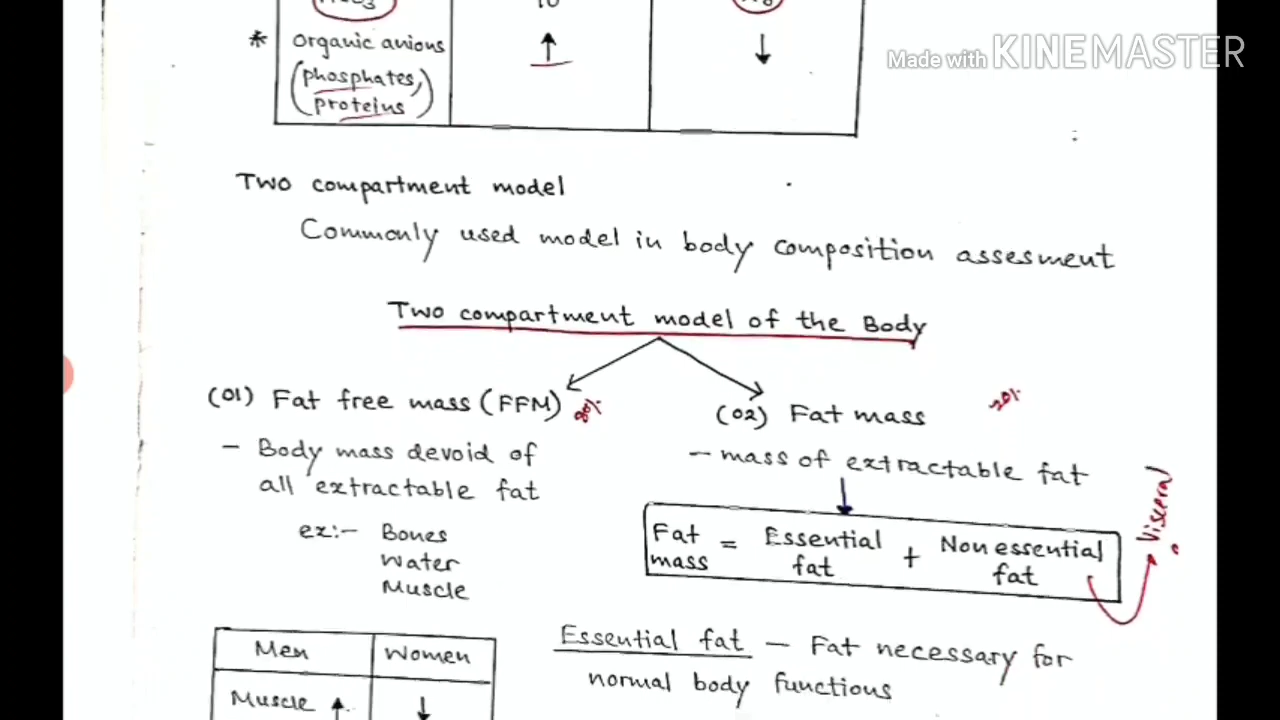 10
Made with KINEMASTER
* organic anions ↑ ↓
(phosphates,
proteins)
Two compartment model
Commonly used model in body composition assesment
Two compartment model of the Body
(01) Fat free mass (FFM)
- Body mass devoid of
all extractable fat
ex:- Bones
Water
Muscle
(02) Fat mass
- mass of extractable fat
Fat mass = Essential fat + Non essential fat
Visceral
Men Women
Muscle ↑ ↓
Essential fat - Fat necessary for
normal body functions